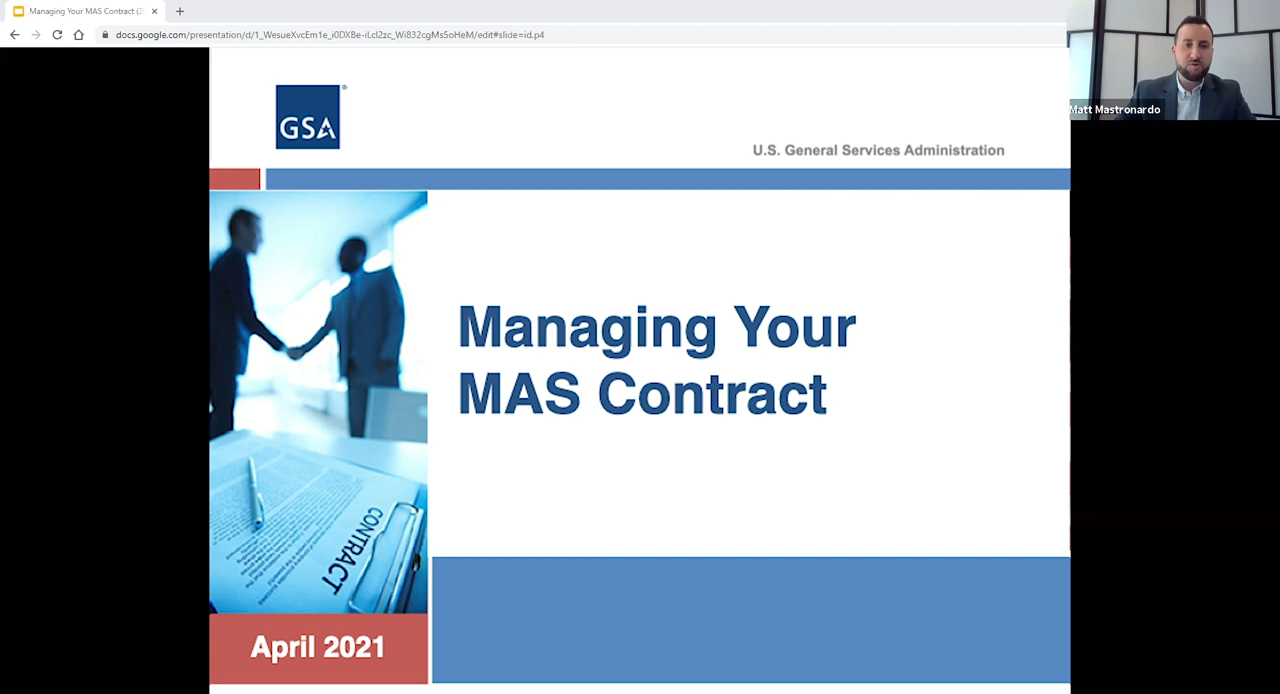 Managing Your MAS Contract (2
docs.google.com/presentation/d/1_WesueXvcEm1e_i0DXBe-iLcl2zc_Wi832cgMs5oHeM/edit#slide=id.p4
Matt Mastronardo
GSA
®
U.S. General Services Administration
Managing Your
MAS Contract
CONTRACT
April 2021